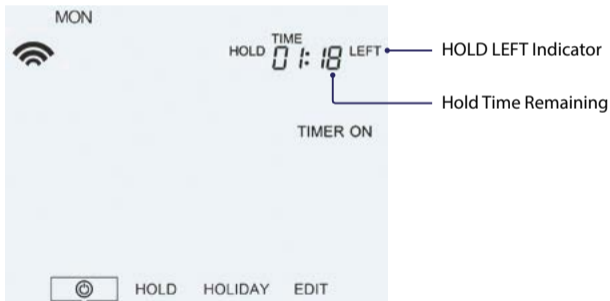 MON
TIME
HOLD 01:18 LEFT
HOLD LEFT Indicator
Hold Time Remaining
TIMER ON
HOLD HOLIDAY EDIT